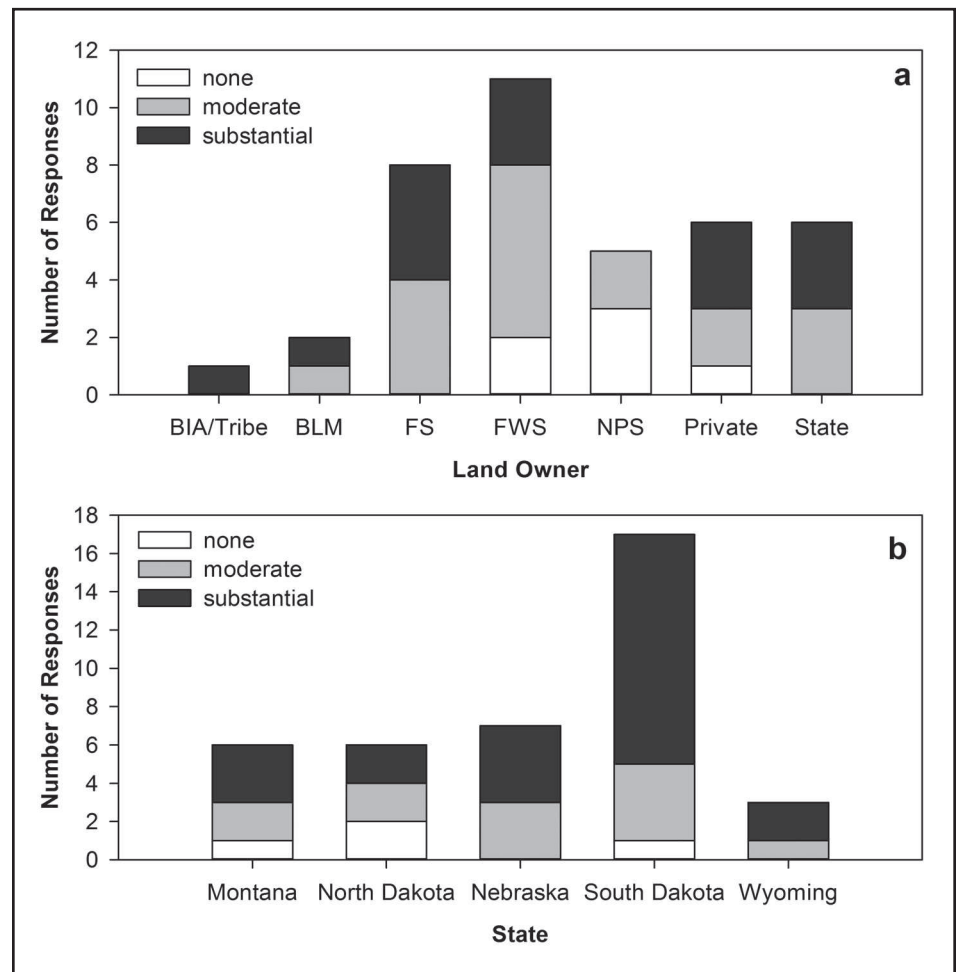 12
10
8
6
4
2
0
Number of Responses
none
moderate
substantial
a
BIA/Tribe BLM FS FWS NPS Private State
Land Owner
18
16
14
12
10
8
6
4
2
0
Number of Responses
none
moderate
substantial
b
Montana North Dakota Nebraska South Dakota Wyoming
State